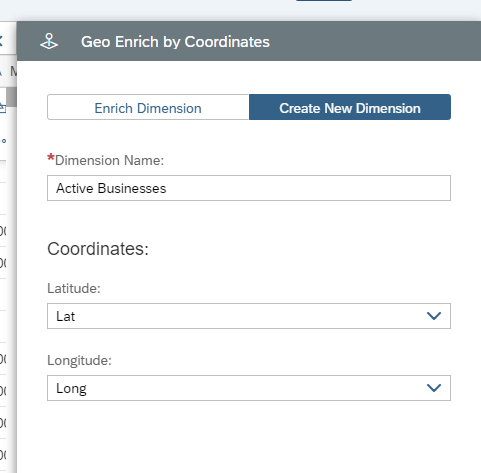 Geo Enrich by Coordinates
Enrich Dimension
Create New Dimension
*Dimension Name:
Active Businesses
Coordinates:
Latitude:
Lat
Longitude:
Long